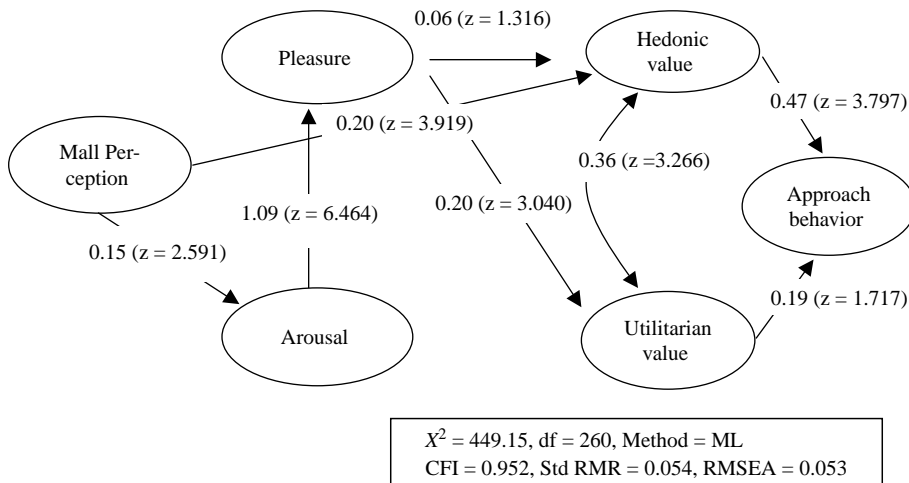 0.06 (z = 1.316)
Pleasure
Hedonic
value
0.20 (z = 3.919)
0.47 (z = 3.797)
Mall Per-
ception
0.36 (z =3.266)
Approach
behavior
1.09 (z = 6.464)
0.20 (z = 3.040)
0.15 (z = 2.591)
0.19 (z = 1.717)
Arousal
Utilitarian
value
X² = 449.15, df = 260, Method = ML
CFI = 0.952, Std RMR = 0.054, RMSEA = 0.053